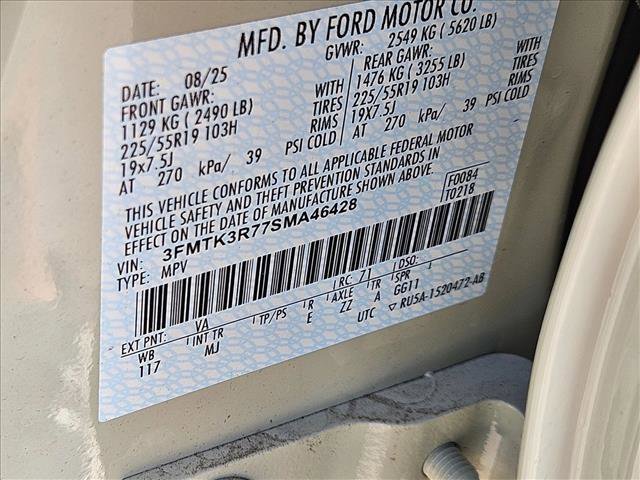 MFD. BY FORD MOTOR CO.
DATE: 08/25 GVWR: 2549 KG ( 5620 LB)
FRONT GAWR: REAR GAWR:
1129 KG ( 2490 LB) WITH 1476 KG ( 3255 LB) WITH
225/55R19 103H TIRES 225/55R19 103H TIRES
19x7.5J RIMS 19X7.5J RIMS
AT 270 kPa/ 39 PSI COLD AT 270 kPa/ 39 PSI COLD
THIS VEHICLE CONFORMS TO ALL APPLICABLE FEDERAL MOTOR
VEHICLE SAFETY AND THEFT PREVENTION STANDARDS IN
EFFECT ON THE DATE OF MANUFACTURE SHOWN ABOVE.
F0084
T0218
VIN: 3FMTK3R77SMA46428
TYPE: MPV
EXT PNT: VA RC: 71 DSO:
WB INT TR TP/PS R AXLE TR SPR
117 MJ E ZZ A GG11
UTC ▽ RU5A-1520472-AB